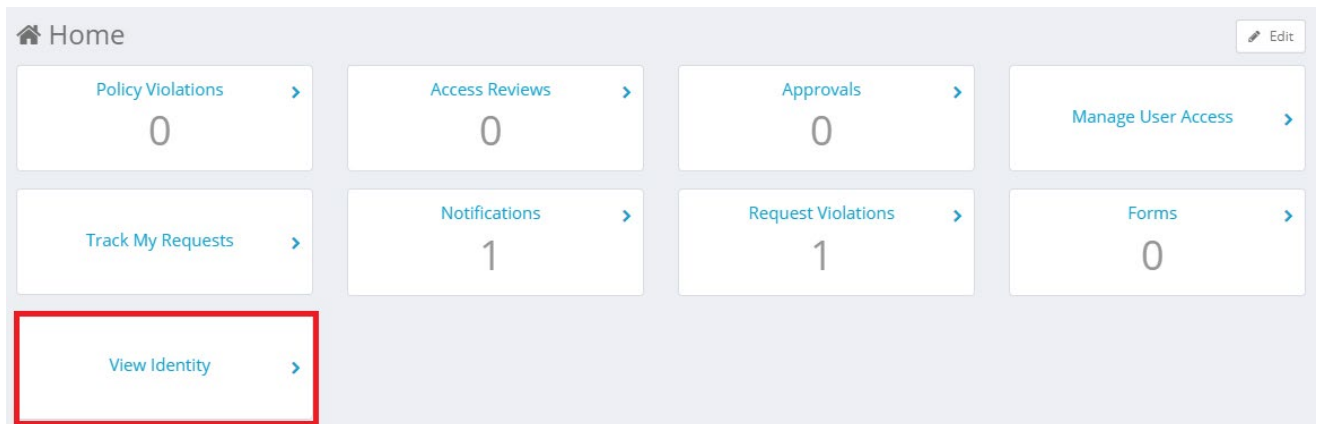 Home
Edit
Policy Violations
0
Access Reviews
0
Approvals
0
Manage User Access
Track My Requests
Notifications
1
Request Violations
1
Forms
0
View Identity